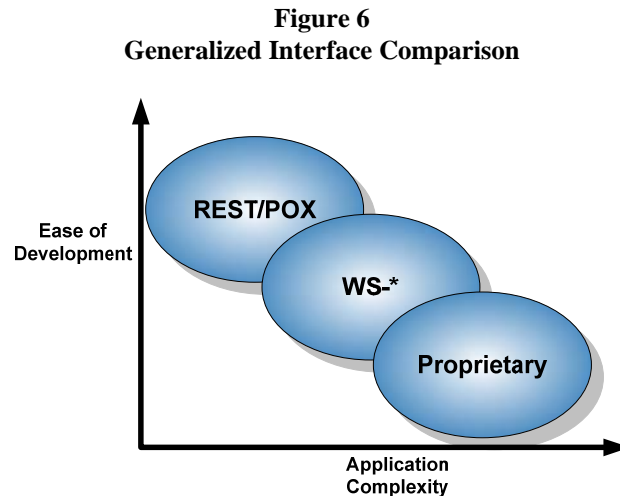 Figure 6
Generalized Interface Comparison
REST/POX
Ease of
Development
WS-*
Proprietary
Application
Complexity